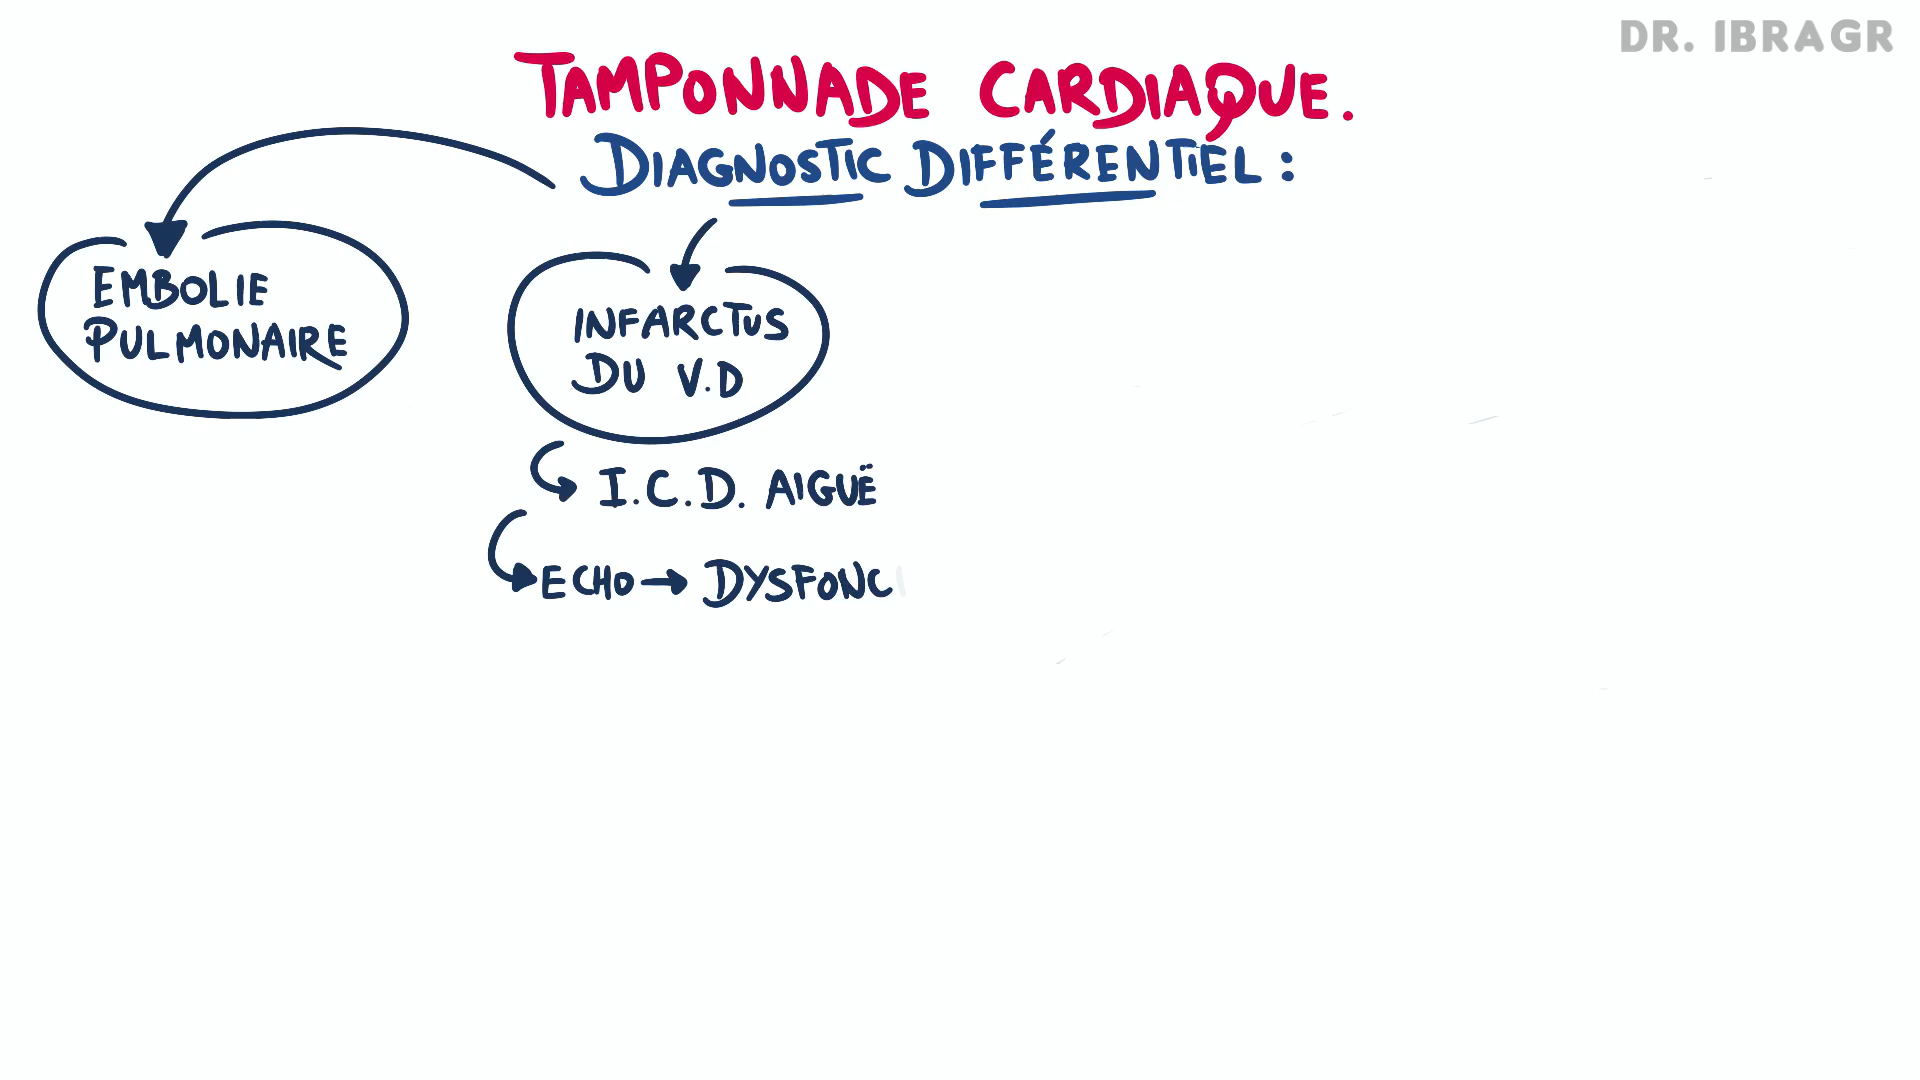 DR. IBRAGR
TAMPONNADE CARDIAQUE.
DIAGNOSTIC DIFFÉRENTIEL :
EMBOLIE
PULMONAIRE
INFARCTUS
DU V.D
I.C.D. AIGUË
ECHO → DYSFONC